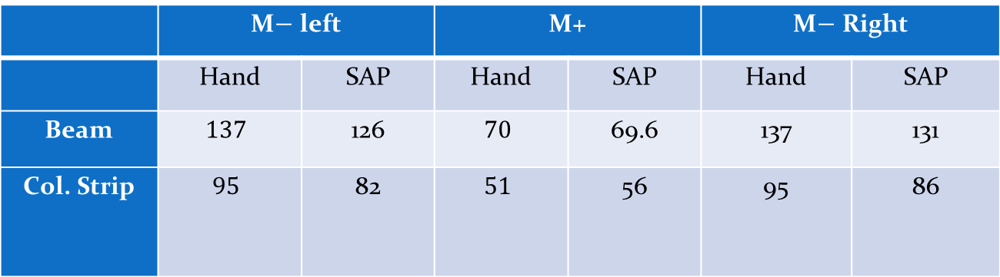 M− left M+ M− Right
Hand SAP Hand SAP Hand SAP
Beam 137 126 70 69.6 137 131
Col. Strip 95 82 51 56 95 86